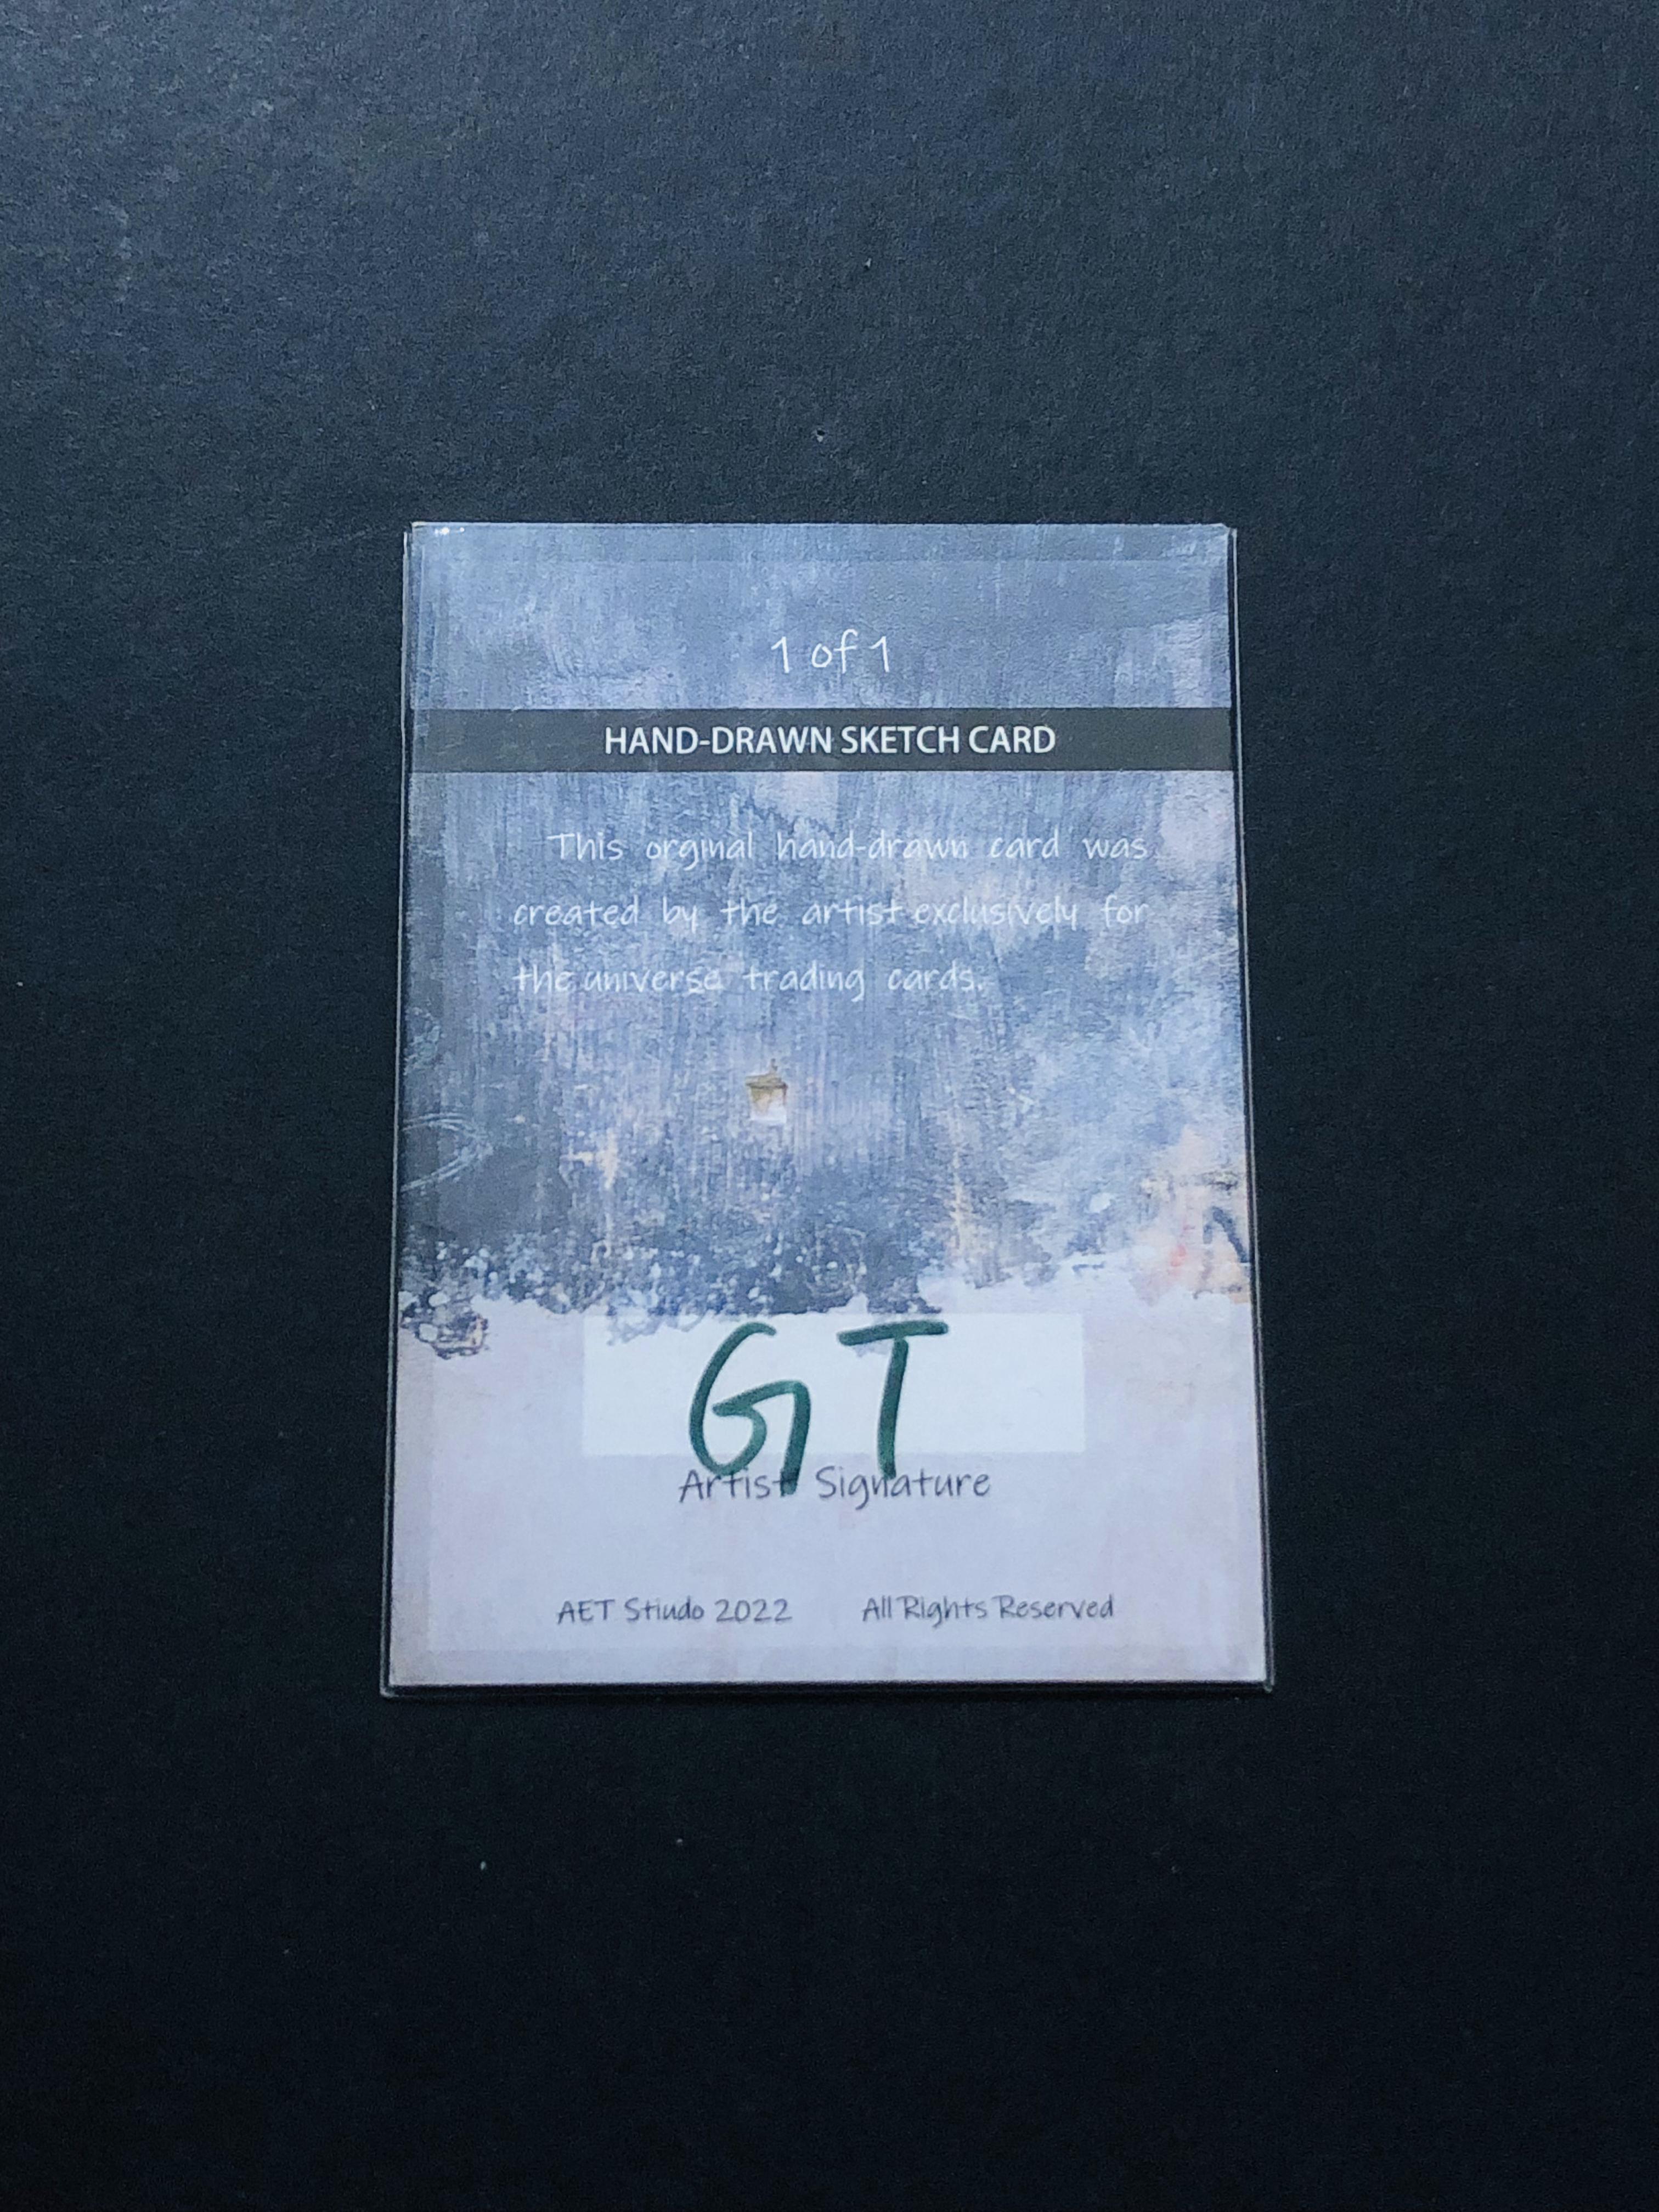 1 of 1
HAND-DRAWN SKETCH CARD
This orginal hand-drawn card was
created by the artist exclusively for
the universe trading cards.
GT
Artist Signature
AET Stiudo 2022 All Rights Reserved